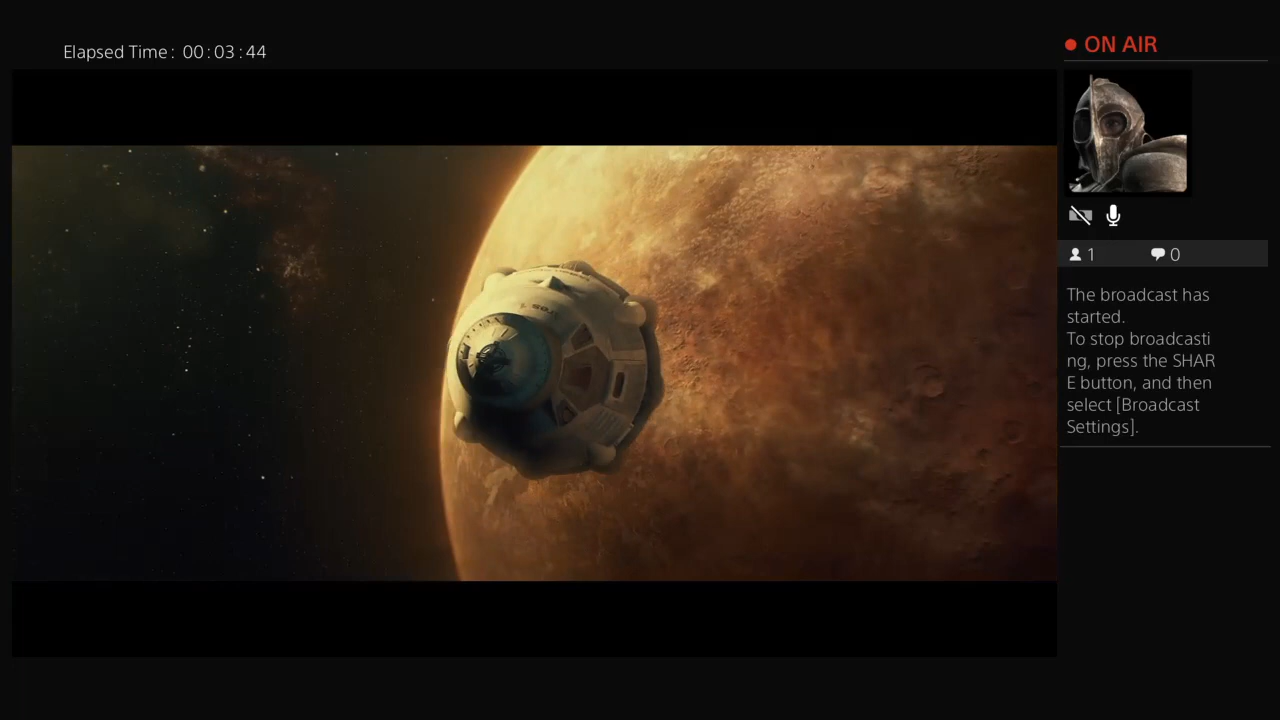 Elapsed Time: 00:03:44
ON AIR
1 0
The broadcast has
started.
To stop broadcasti
ng, press the SHAR
E button, and then
select [Broadcast
Settings].